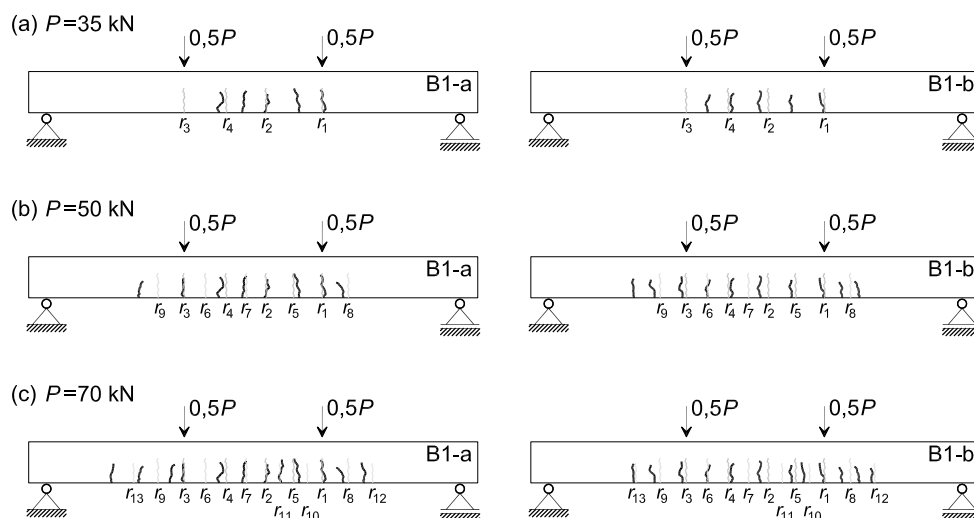 (a) P=35 kN
0,5P 0,5P 0,5P 0,5P
B1-a B1-b
r3 r4 r2 r1 r3 r4 r2 r1
(b) P=50 kN
0,5P 0,5P 0,5P 0,5P
B1-a B1-b
r9 r3 r6 r4 r7 r2 r5 r1 r8 r9 r3 r6 r4 r7 r2 r5 r1 r8
(c) P=70 kN
0,5P 0,5P 0,5P 0,5P
B1-a B1-b
r13 r9 r3 r6 r4 r7 r2 r5 r1 r8 r12 r13 r9 r3 r6 r4 r7 r2 r5 r1 r8 r12
r11 r10 r11 r10